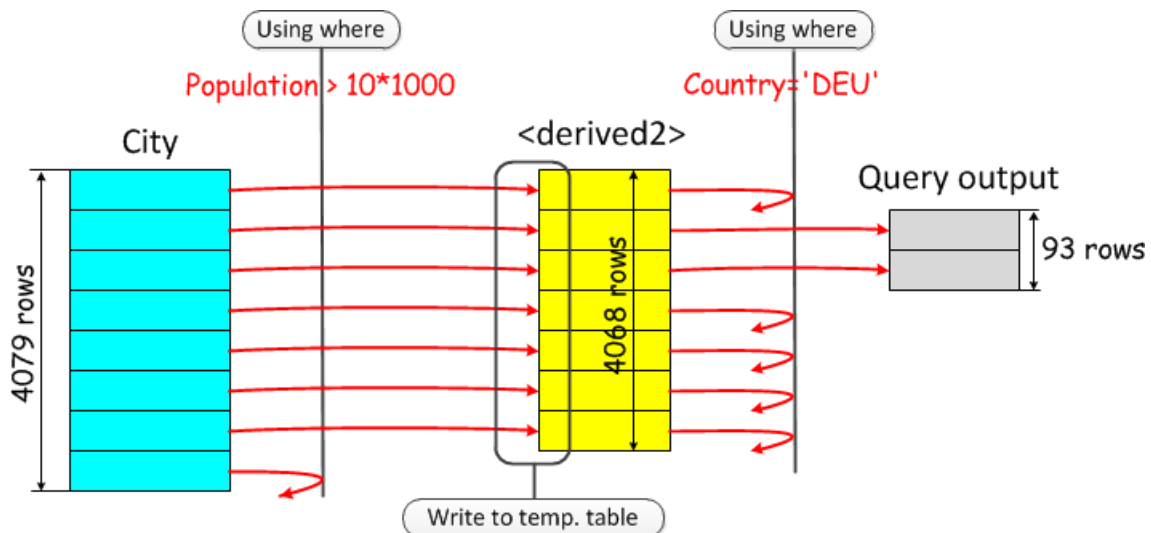 Using where
Using where
Population > 10*1000
Country='DEU'
City
<derived2>
Query output
4079 rows
4068 rows
93 rows
Write to temp. table